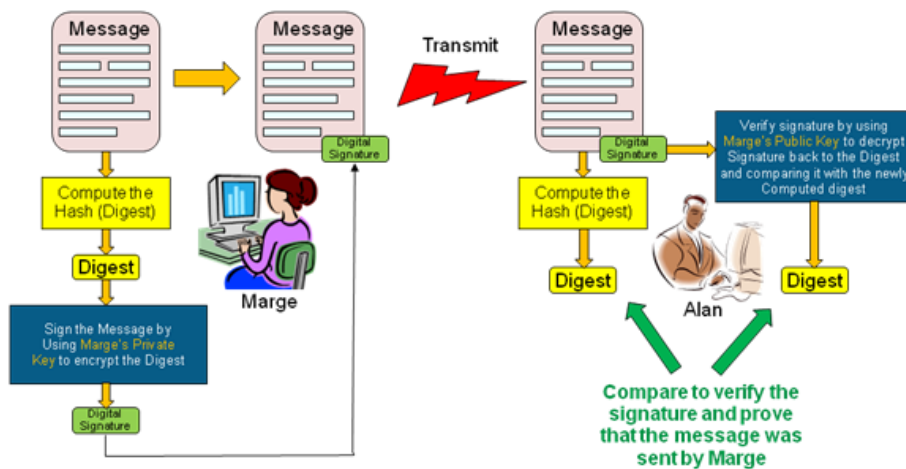 Message
Message
Transmit
Message
Digital
Signature
Digital
Signature
Verify signature by using
Marge's Public Key to decrypt
Signature back to the Digest
and comparing it with the newly
Computed digest
Compute the
Hash (Digest)
Compute the
Hash (Digest)
Digest
Marge
Digest
Alan
Digest
Sign the Message by
Using Marge's Private
Key to encrypt the Digest
Digital
Signature
Compare to verify the
signature and prove
that the message was
sent by Marge